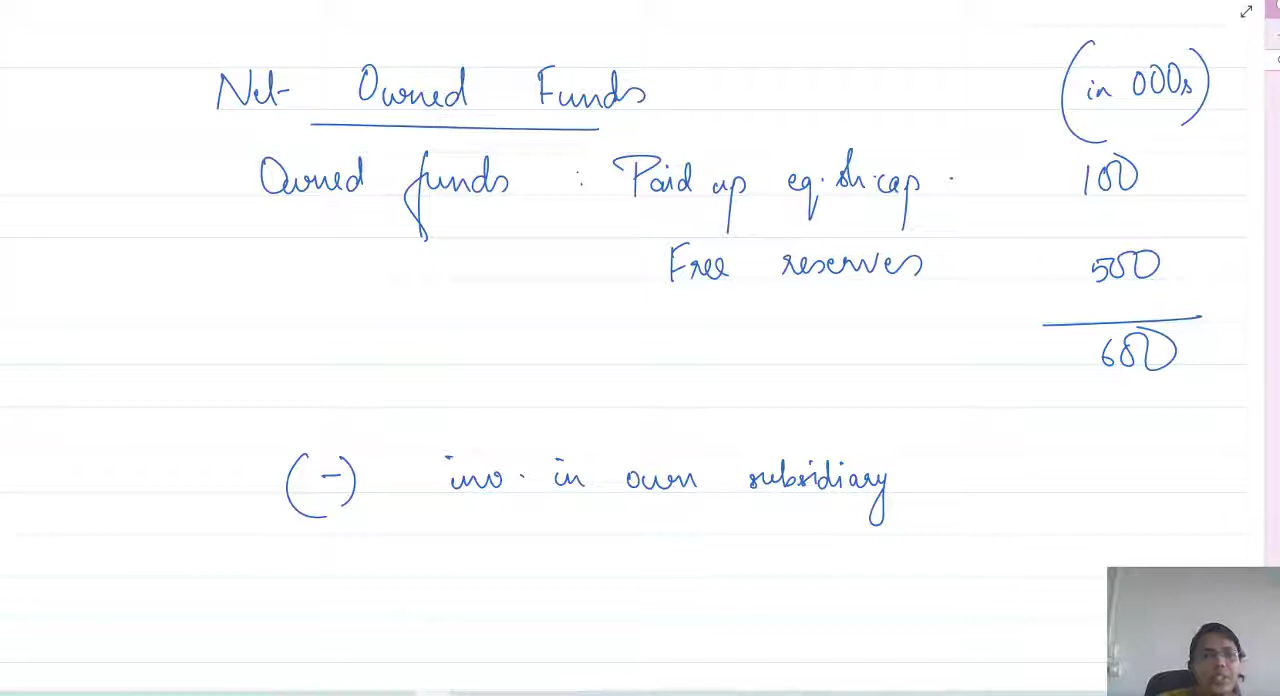 Net Owned Funds (in 000s)
Owned funds : Paid up eq. sh. cap. 100
Free reserves 500
600
(-) inv. in own subsidiary